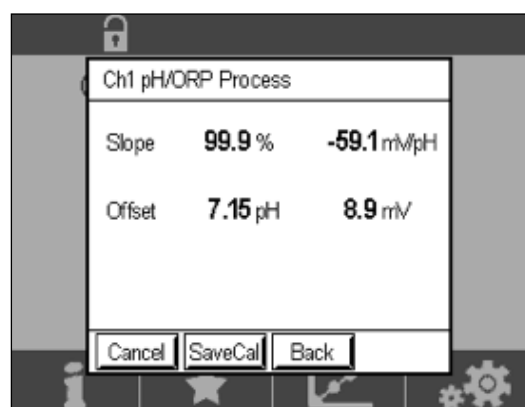 Ch1 pH/ORP Process
Slope 99.9 % -59.1 mV/pH
Offset 7.15 pH 8.9 mV
Cancel SaveCal Back